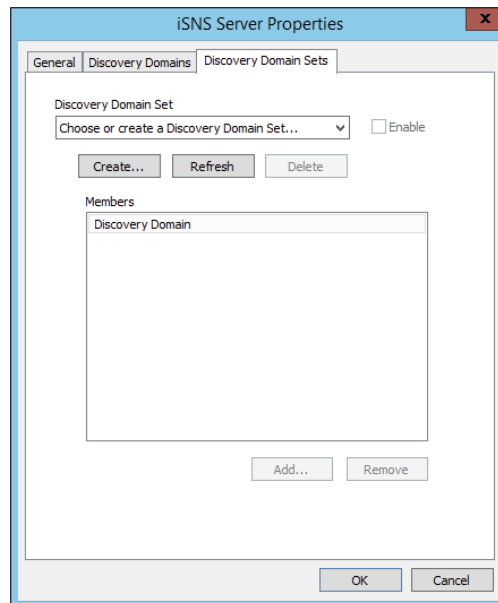 iSNS Server Properties
x
General Discovery Domains Discovery Domain Sets
Discovery Domain Set
Choose or create a Discovery Domain Set... Enable
Create... Refresh Delete
Members
Discovery Domain
Add... Remove
OK Cancel